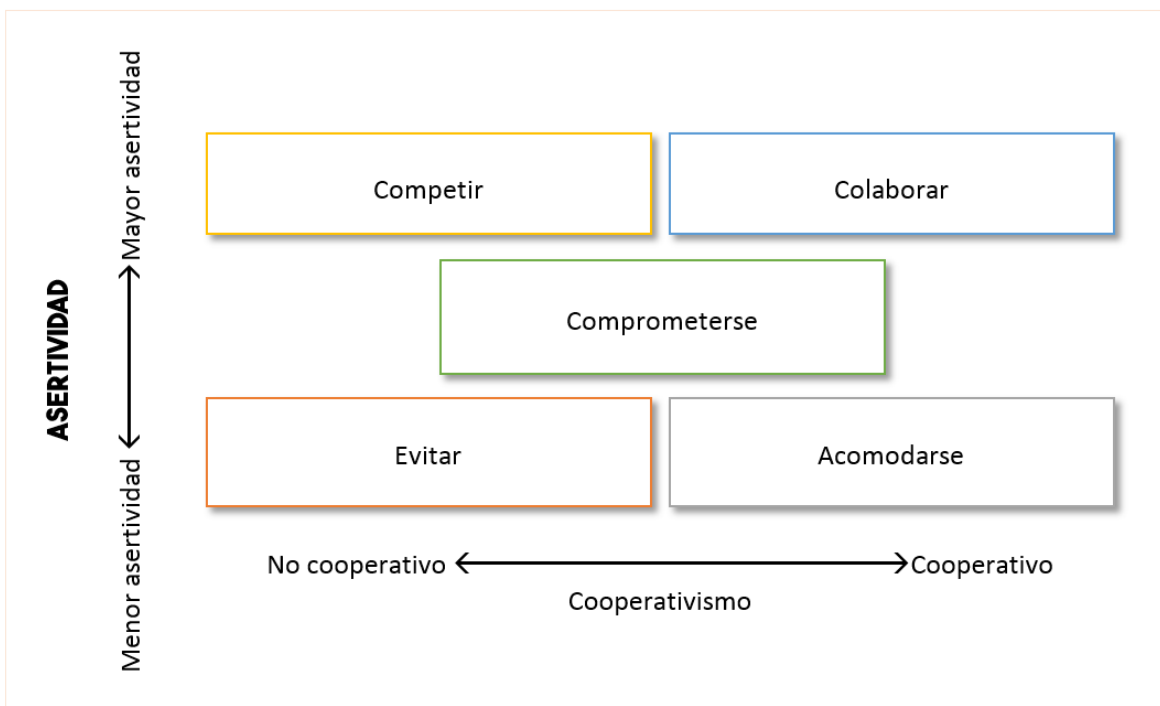 Mayor asertividad
ASERTIVIDAD
Menor asertividad
Competir
Colaborar
Comprometerse
Evitar
Acomodarse
No cooperativo
Cooperativo
Cooperativismo